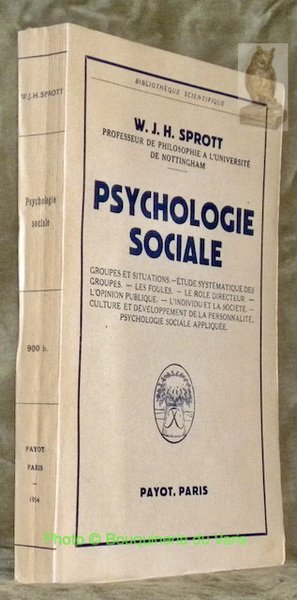 W. J. H. SPROTT
Psychologie
sociale
900 fr.
PAYOT
PARIS
1954
BIBLIOTHÈQUE SCIENTIFIQUE
W. J. H. SPROTT
PROFESSEUR DE PHILOSOPHIE A L'UNIVERSITÉ
DE NOTTINGHAM
PSYCHOLOGIE
SOCIALE
GROUPES ET SITUATIONS. — ÉTUDE SYSTÉMATIQUE DES
GROUPES. — LES FOULES. — LE ROLE DIRECTEUR. —
L'OPINION PUBLIQUE. — L'INDIVIDU ET LA SOCIÉTÉ. —
CULTURE ET DÉVELOPPEMENT DE LA PERSONNALITÉ.
PSYCHOLOGIE SOCIALE APPLIQUÉE.
PAYOT, PARIS
Photo © Bouquinerie du Varis